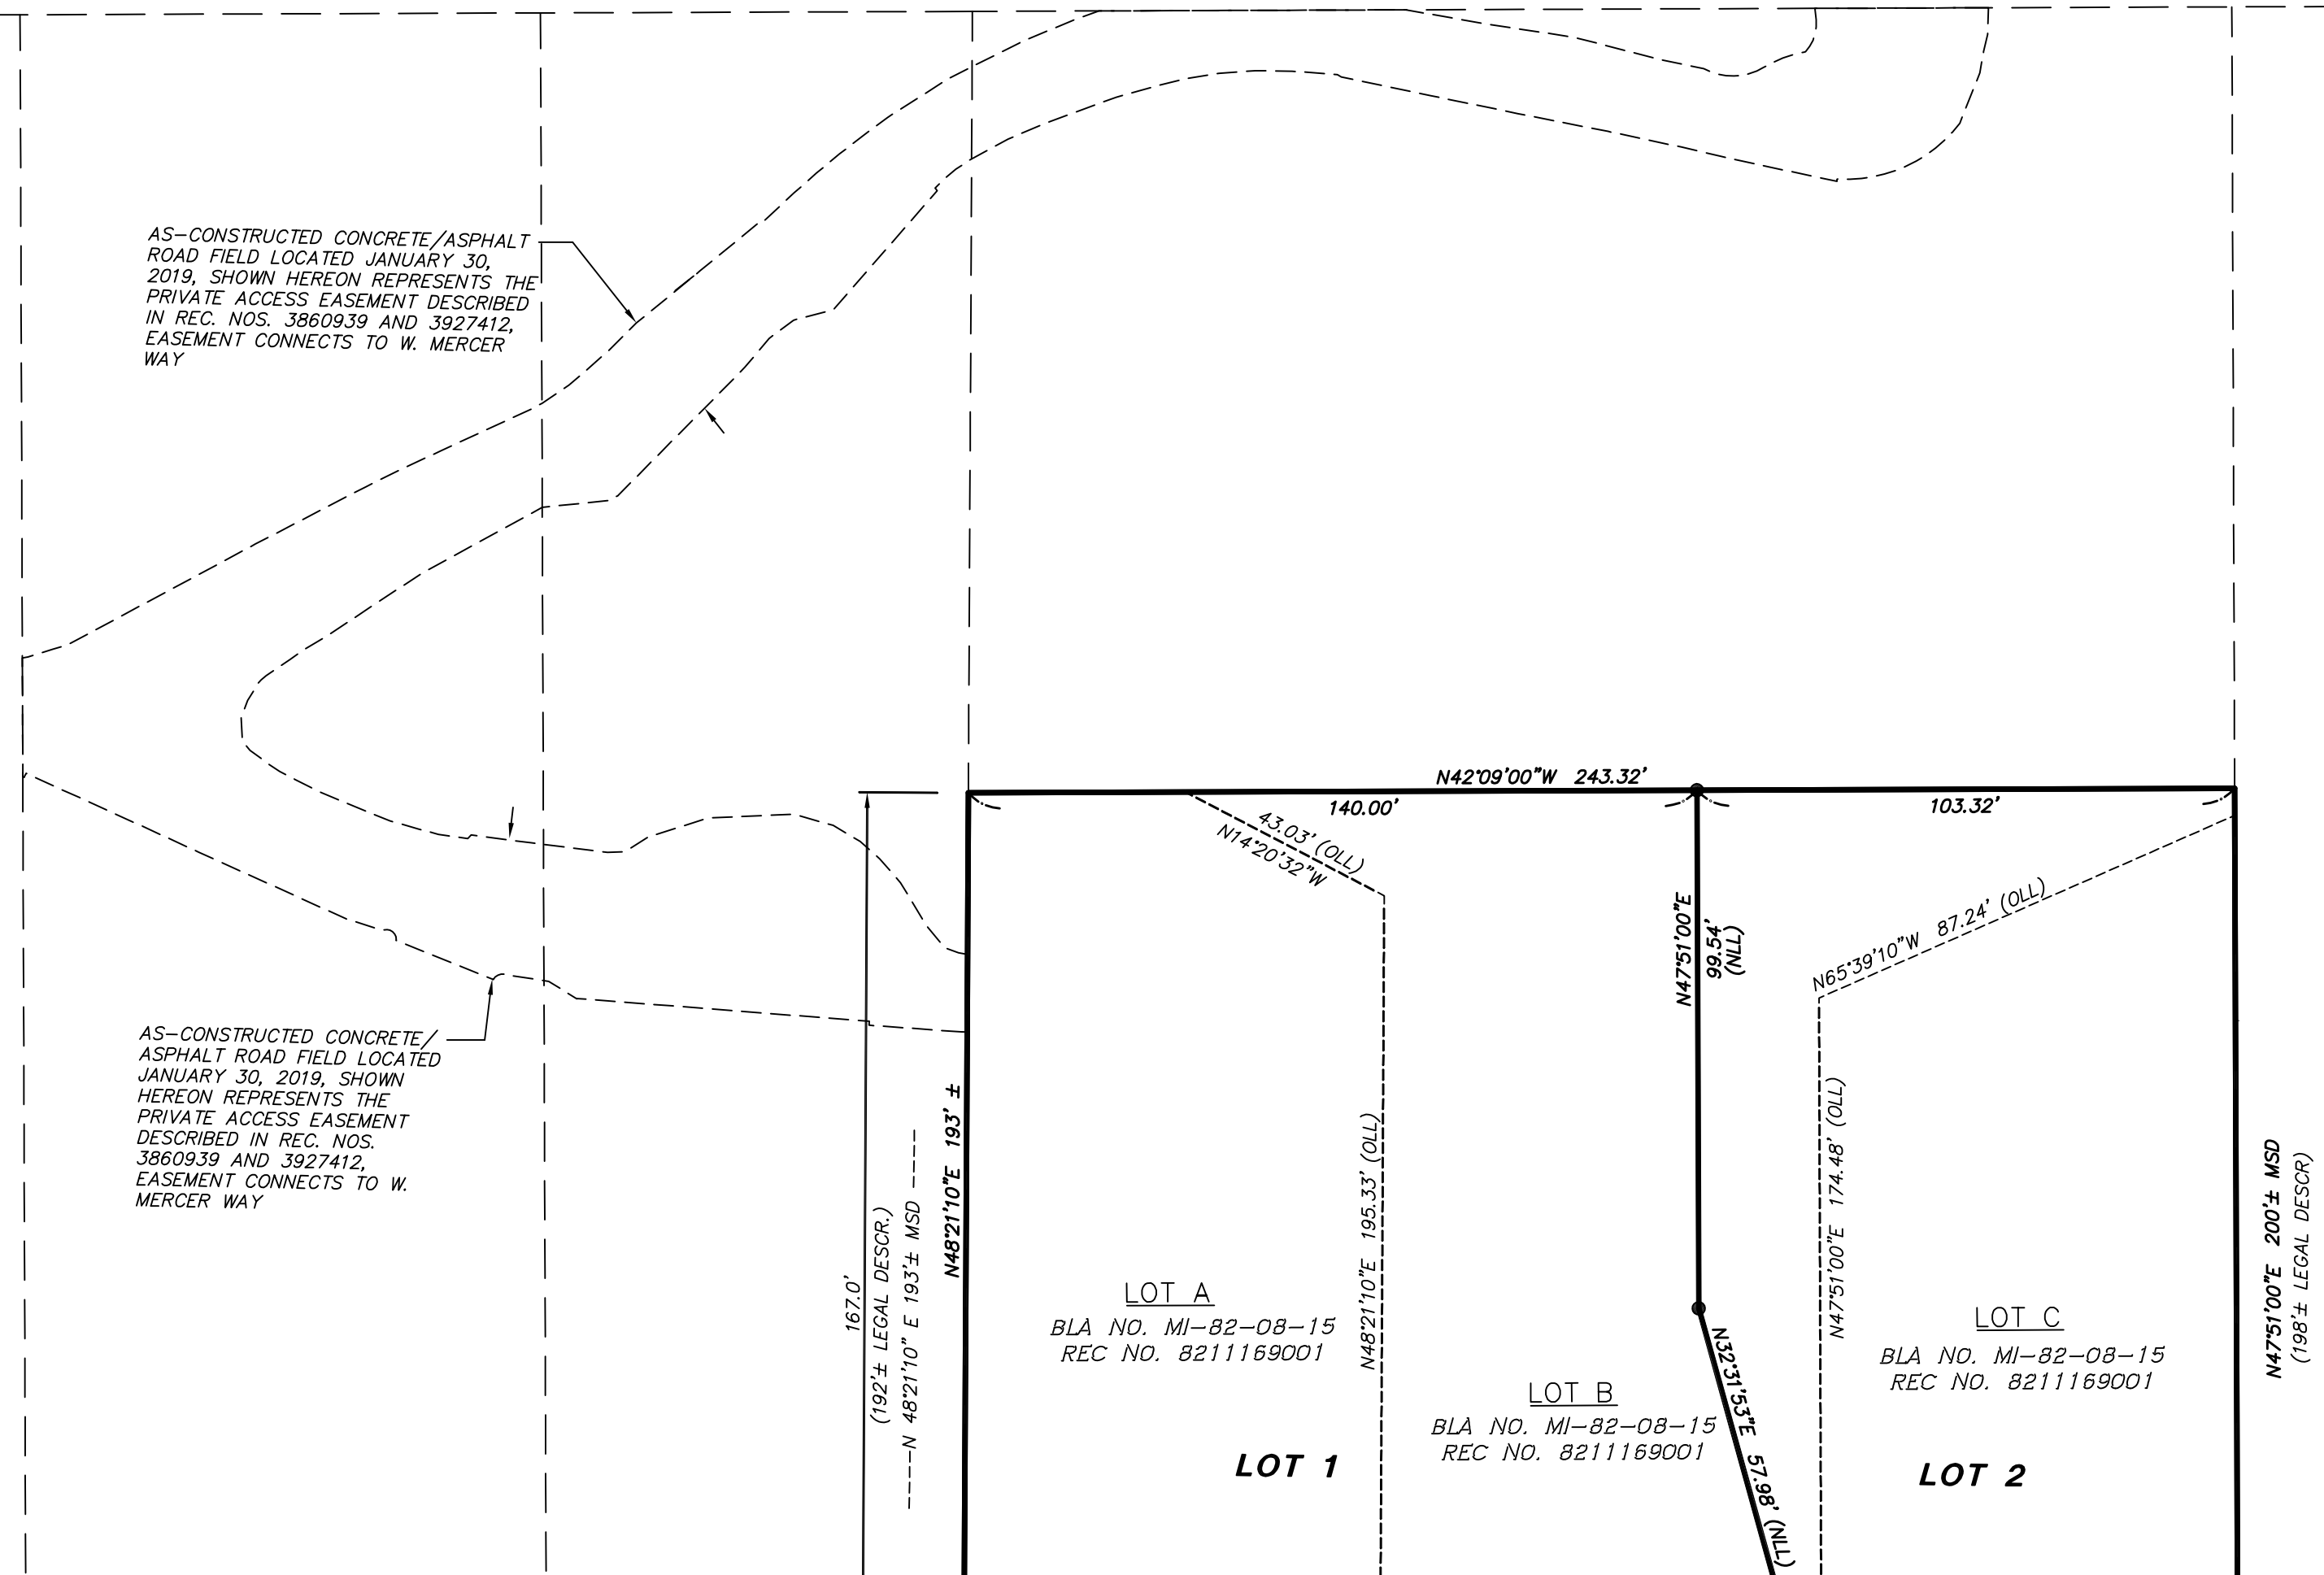 AS-CONSTRUCTED CONCRETE/ASPHALT
ROAD FIELD LOCATED JANUARY 30,
2019, SHOWN HEREON REPRESENTS THE
PRIVATE ACCESS EASEMENT DESCRIBED
IN REC. NOS. 3860939 AND 3927412,
EASEMENT CONNECTS TO W. MERCER
WAY
N42°09'00"W 243.32'
140.00'
103.32'
43.03' (OLL)
N14°20'32"W
N47°51'00"E
99.54'
(NLL)
N65°39'10"W 87.24' (OLL)
AS-CONSTRUCTED CONCRETE/
ASPHALT ROAD FIELD LOCATED
JANUARY 30, 2019, SHOWN
HEREON REPRESENTS THE
PRIVATE ACCESS EASEMENT
DESCRIBED IN REC. NOS.
3860939 AND 3927412,
EASEMENT CONNECTS TO W.
MERCER WAY
167.0'
(192'± LEGAL DESCR.)
N 48°21'10" E 193'± MSD
N48°21'10"E 193' ±
LOT A
BLA NO. MI-82-08-15
REC NO. 8211169001
N48°21'10"E 195.33' (OLL)
LOT 1
LOT B
BLA NO. MI-82-08-15
REC NO. 8211169001
N32°31'53"E 57.98' (NLL)
N47°51'00"E 174.48' (OLL)
LOT C
BLA NO. MI-82-08-15
REC NO. 8211169001
LOT 2
N47°51'00"E 200'± MSD
(198'± LEGAL DESCR)